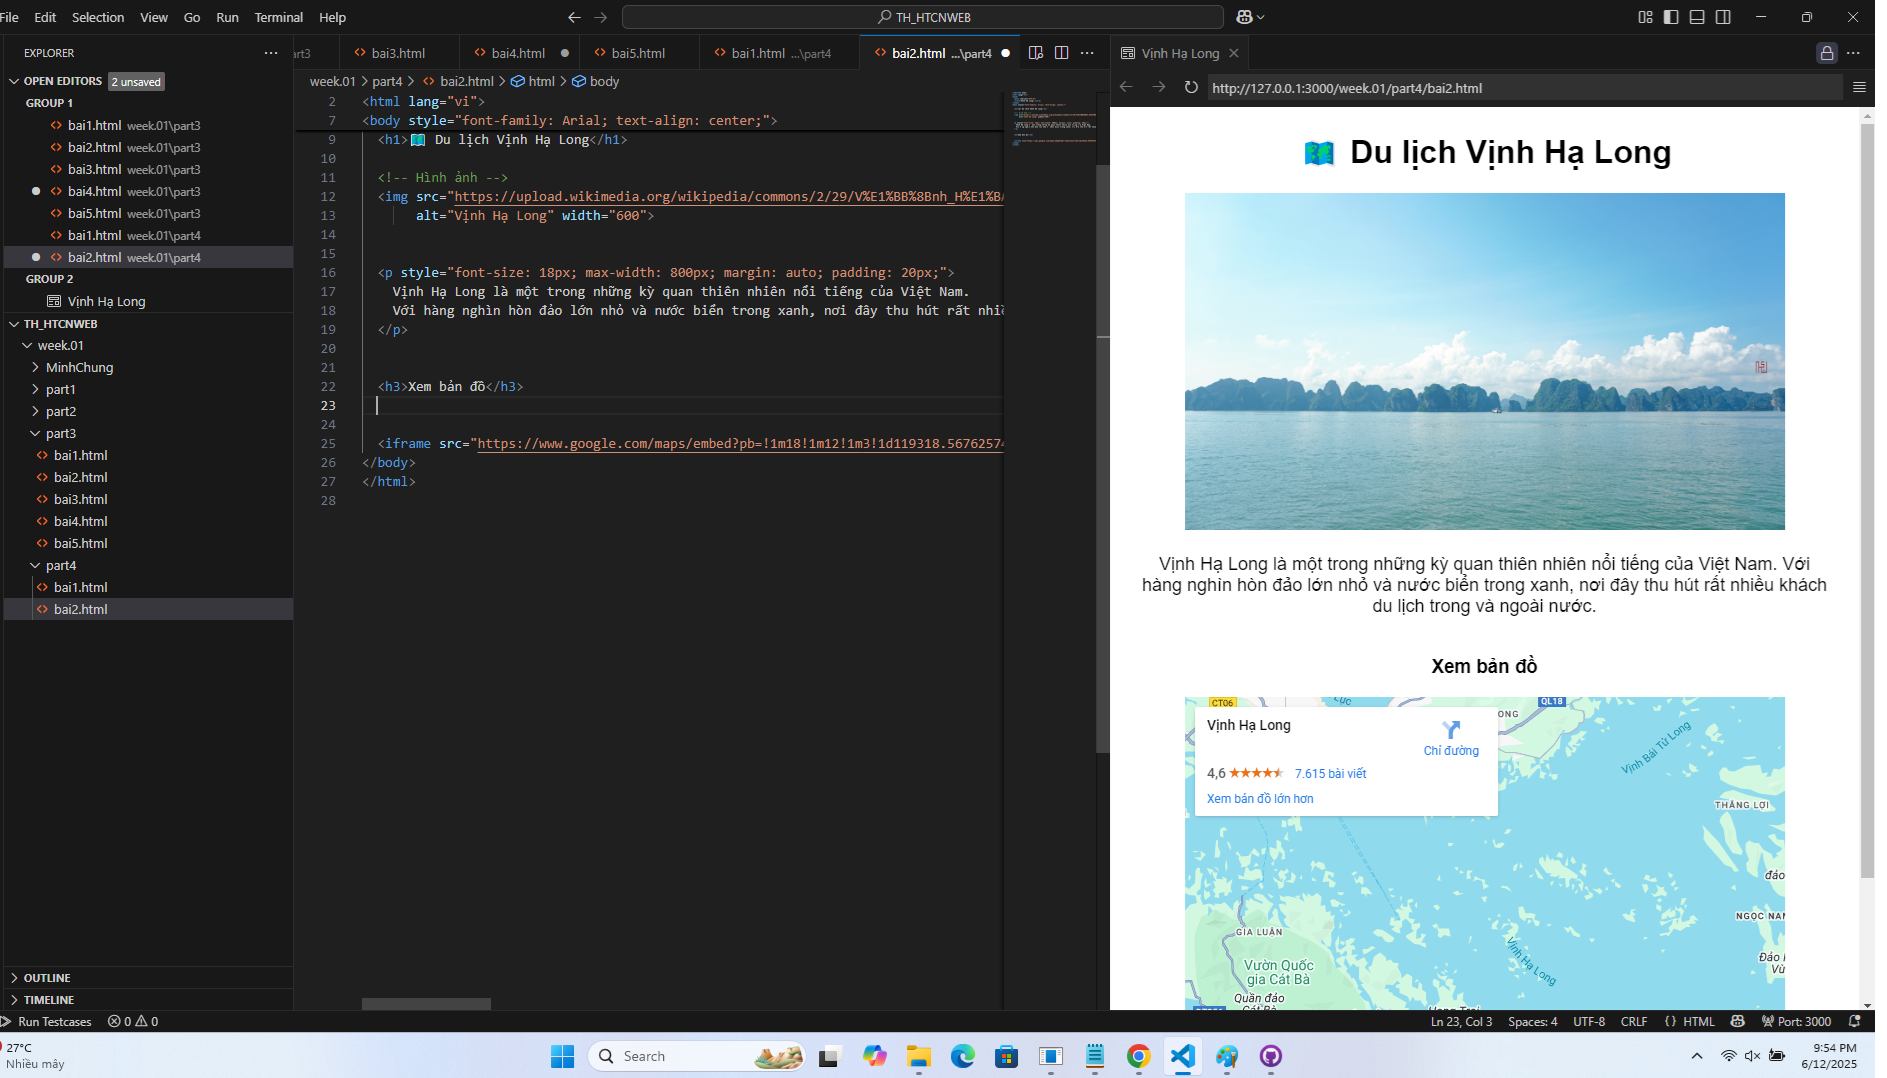 File Edit Selection View Go Run Terminal Help
TH_HTCNWEB
EXPLORER
OPEN EDITORS 2 unsaved
GROUP 1
bai1.html week.01\part3
bai2.html week.01\part3
bai3.html week.01\part3
bai4.html week.01\part3
bai5.html week.01\part3
bai1.html week.01\part4
bai2.html week.01\part4
GROUP 2
Vịnh Hạ Long
TH_HTCNWEB
week.01
MinhChung
part1
part2
part3
bai1.html
bai2.html
bai3.html
bai4.html
bai5.html
part4
bai1.html
bai2.html
OUTLINE
TIMELINE
bai3.html bai4.html bai5.html bai1.html ...\part4 bai2.html ...\part4
week.01 > part4 > bai2.html > html > body
2 <html lang="vi">
7 <body style="font-family: Arial; text-align: center;">
9 <h1>🗺️ Du lịch Vịnh Hạ Long</h1>
10
11 <!-- Hình ảnh -->
12 <img src="https://upload.wikimedia.org/wikipedia/commons/2/29/V%E1%BB%8Bnh_H%E1%B
13 alt="Vịnh Hạ Long" width="600">
14
15
16 <p style="font-size: 18px; max-width: 800px; margin: auto; padding: 20px;">
17 Vịnh Hạ Long là một trong những kỳ quan thiên nhiên nổi tiếng của Việt Nam.
18 Với hàng nghìn hòn đảo lớn nhỏ và nước biển trong xanh, nơi đây thu hút rất nhi
19 </p>
20
21
22 <h3>Xem bản đồ</h3>
23
24
25 <iframe src="https://www.google.com/maps/embed?pb=!1m18!1m12!1m3!1d119318.5676257
26 </body>
27 </html>
28
Vịnh Hạ Long
http://127.0.0.1:3000/week.01/part4/bai2.html
🗺️ Du lịch Vịnh Hạ Long
Vịnh Hạ Long là một trong những kỳ quan thiên nhiên nổi tiếng của Việt Nam. Với
hàng nghìn hòn đảo lớn nhỏ và nước biển trong xanh, nơi đây thu hút rất nhiều khách
du lịch trong và ngoài nước.
Xem bản đồ
CT06
QL18
Vịnh Hạ Long
Chỉ đường
4,6 ★★★★★ 7.615 bài viết
Xem bản đồ lớn hơn
Vịnh Bái Tử Long
THẮNG LỢI
đảo
GIA LUẬN
Vịnh Hạ Long
Vườn Quốc
gia Cát Bà
Quần đảo
Cát Bà
Run Testcases 0 0
Ln 23, Col 3 Spaces: 4 UTF-8 CRLF {} HTML Port: 3000
27°C
Nhiều mây
Search
9:54 PM
6/12/2025